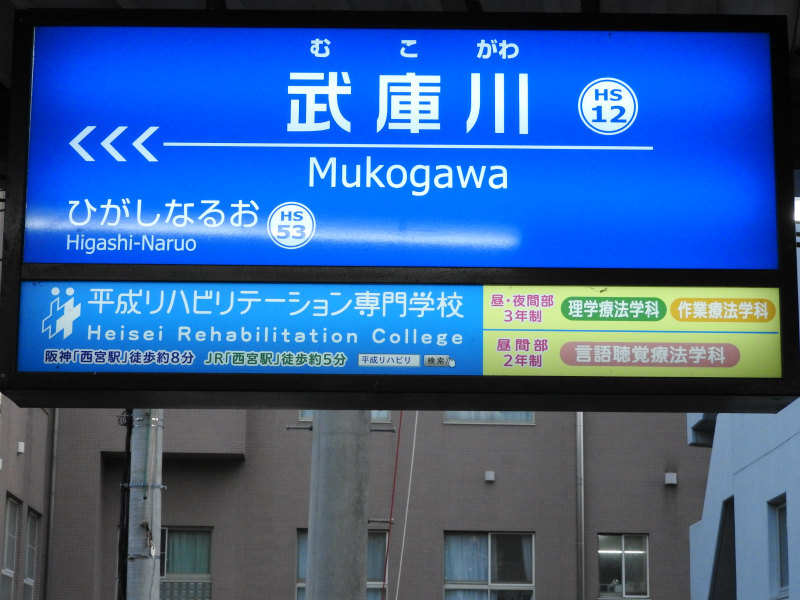 むこがわ
武庫川 HS 12
Mukogawa
ひがしなるお HS 53
Higashi-Naruo
平成リハビリテーション専門学校
Heisei Rehabilitation College
阪神「西宮駅」徒歩約8分 JR「西宮駅」徒歩約5分 平成リハビリ 検索
昼・夜間部 3年制 理学療法学科 作業療法学科
昼間部 2年制 言語聴覚療法学科